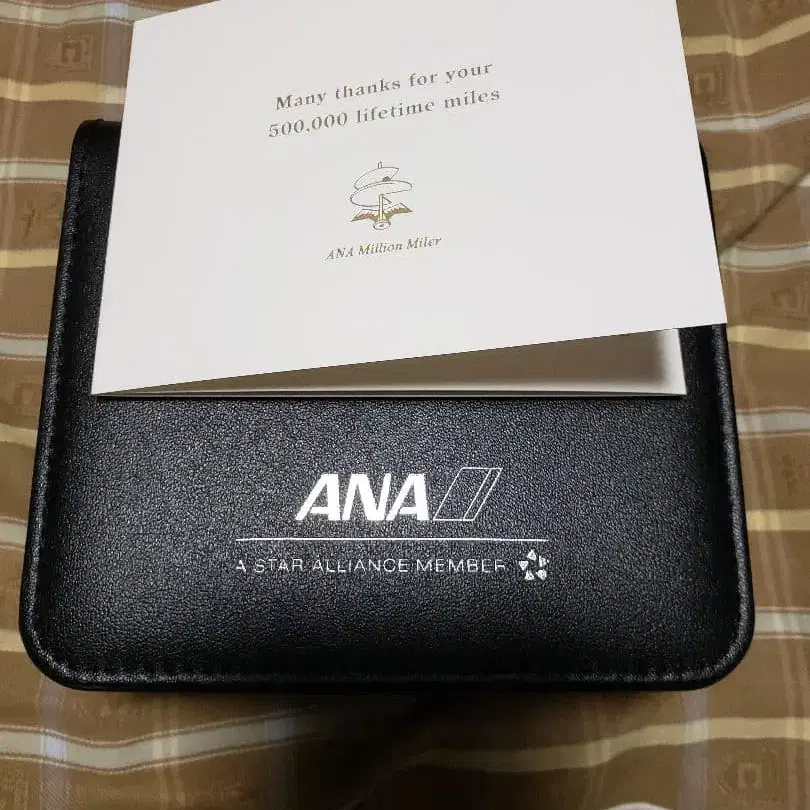 Many thanks for your
500,000 lifetime miles
ANA Million Miler
ANA
A STAR ALLIANCE MEMBER